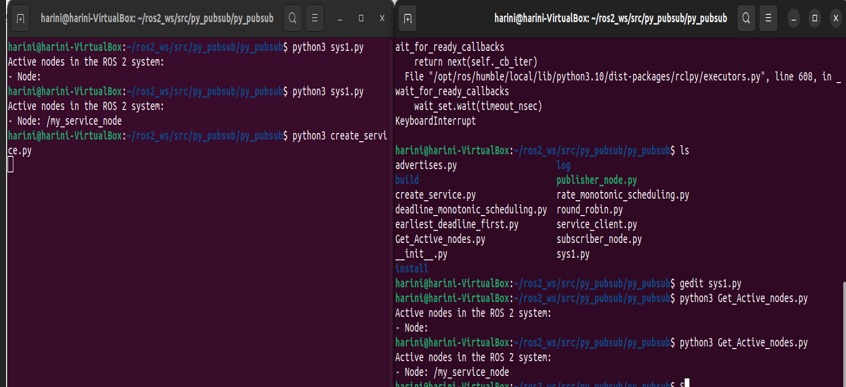 harini@harini-VirtualBox: ~/ros2_ws/src/py_pubsub/py_pubsub
harini@harini-VirtualBox:~/ros2_ws/src/py_pubsub/py_pubsub$ python3 sys1.py
Active nodes in the ROS 2 system:
- Node:
harini@harini-VirtualBox:~/ros2_ws/src/py_pubsub/py_pubsub$ python3 sys1.py
Active nodes in the ROS 2 system:
- Node: /my_service_node
harini@harini-VirtualBox:~/ros2_ws/src/py_pubsub/py_pubsub$ python3 create_servi
ce.py
harini@harini-VirtualBox: ~/ros2_ws/src/py_pubsub/py_pubsub
ait_for_ready_callbacks
return next(self._cb_iter)
File "/opt/ros/humble/local/lib/python3.10/dist-packages/rclpy/executors.py", line 608, in _
wait_for_ready_callbacks
wait_set.wait(timeout_nsec)
KeyboardInterrupt
harini@harini-VirtualBox:~/ros2_ws/src/py_pubsub/py_pubsub$ ls
advertises.py log
build publisher_node.py
create_service.py rate_monotonic_scheduling.py
deadline_monotonic_scheduling.py round_robin.py
earliest_deadline_first.py service_client.py
Get_Active_nodes.py subscriber_node.py
__init__.py sys1.py
install
harini@harini-VirtualBox:~/ros2_ws/src/py_pubsub/py_pubsub$ gedit sys1.py
harini@harini-VirtualBox:~/ros2_ws/src/py_pubsub/py_pubsub$ python3 Get_Active_nodes.py
Active nodes in the ROS 2 system:
- Node:
harini@harini-VirtualBox:~/ros2_ws/src/py_pubsub/py_pubsub$ python3 Get_Active_nodes.py
Active nodes in the ROS 2 system:
- Node: /my_service_node
harini@harini-VirtualBox:~/ros2_ws/src/py_pubsub/py_pubsub$